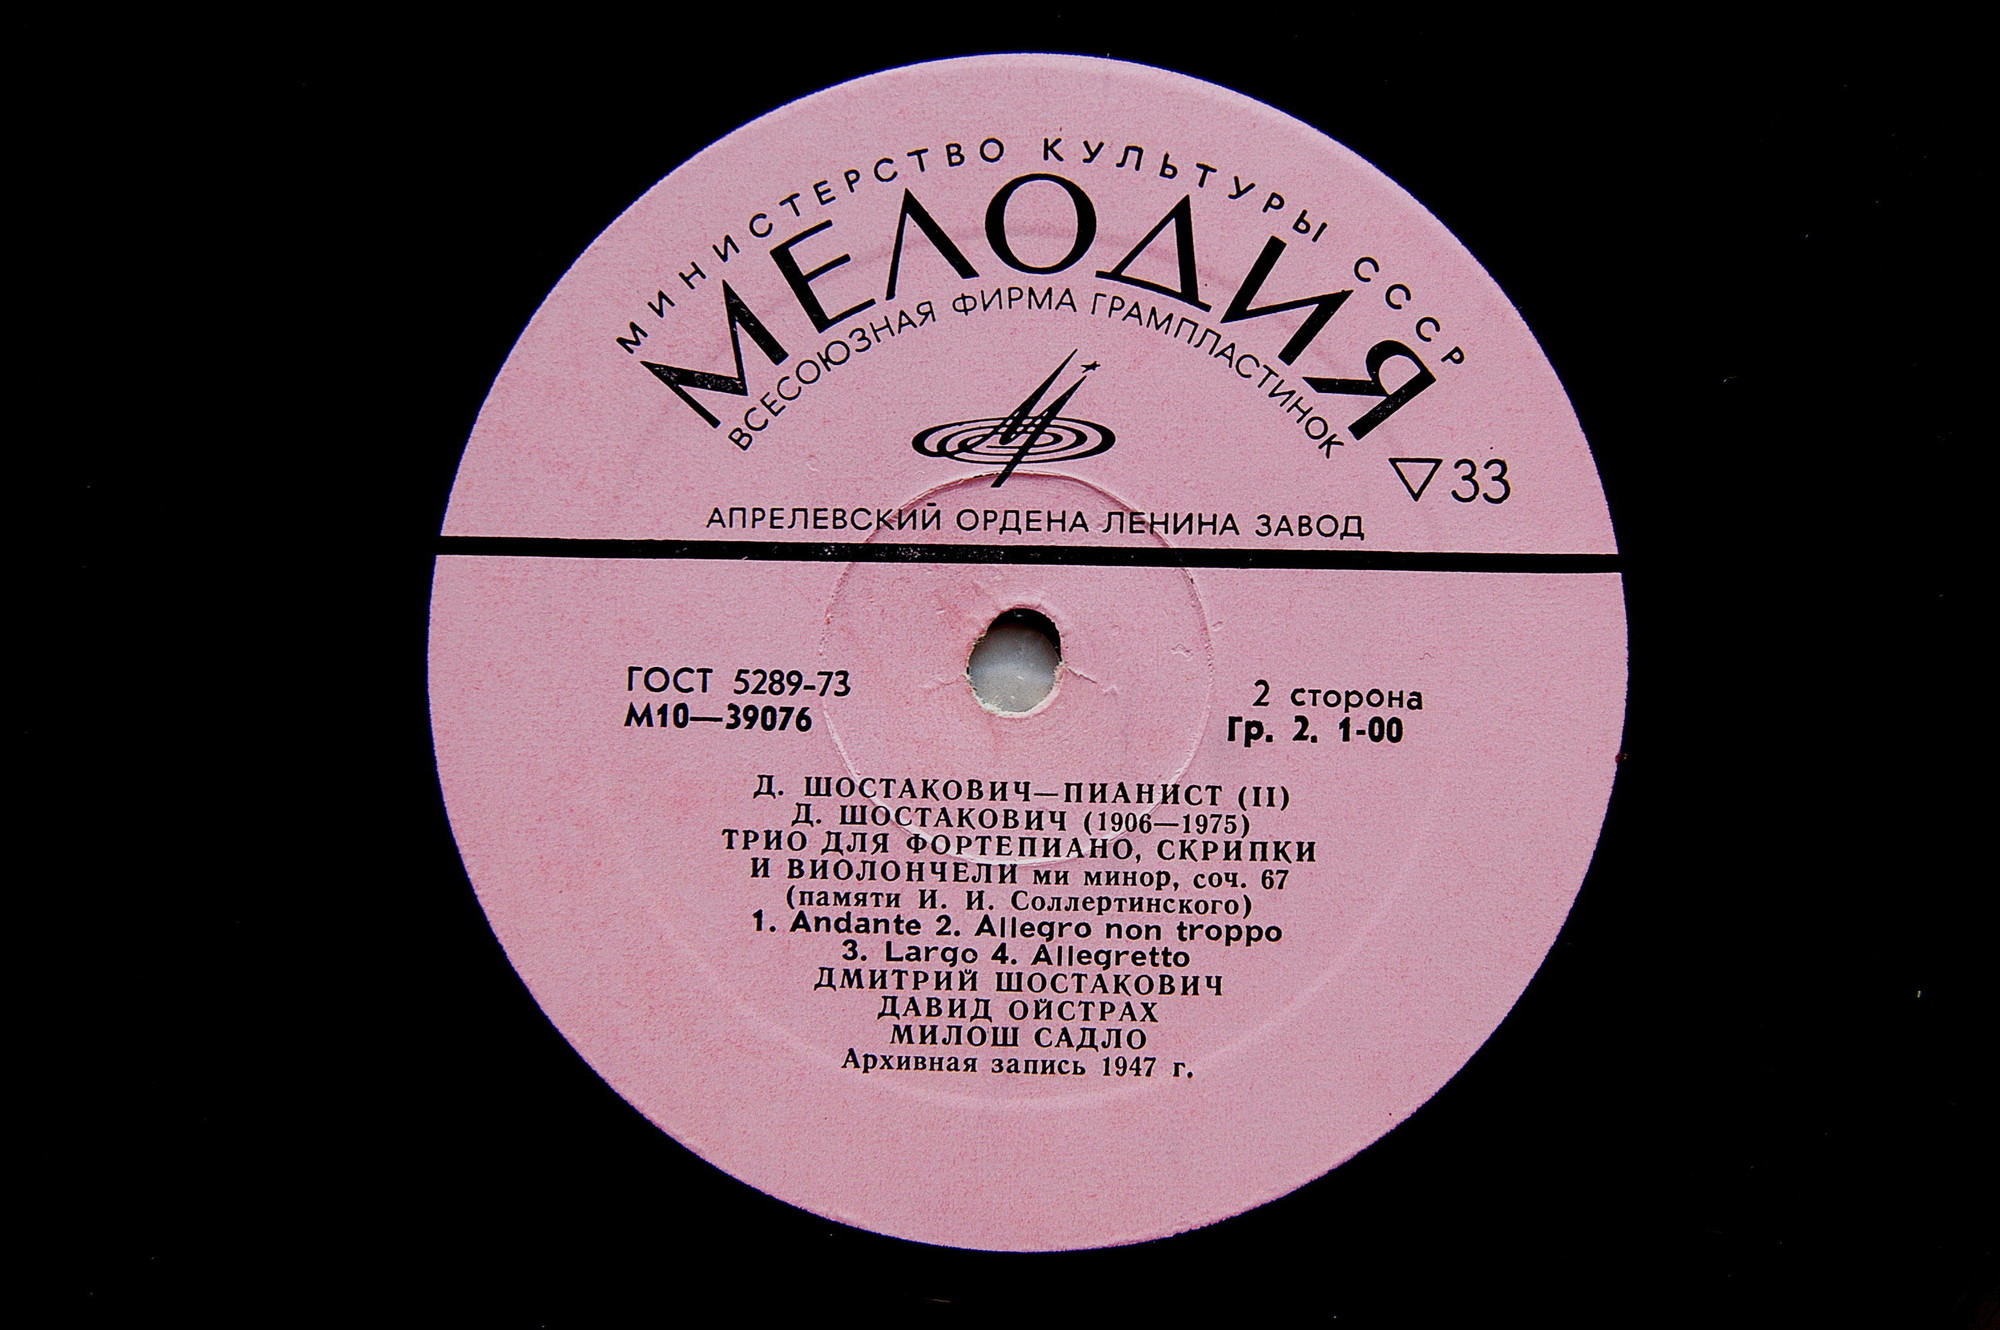 МИНИСТЕРСТВО КУЛЬТУРЫ СССР
МЕЛОДИЯ
ВСЕСОЮЗНАЯ ФИРМА ГРАМПЛАСТИНОК
▽33
АПРЕЛЕВСКИЙ ОРДЕНА ЛЕНИНА ЗАВОД
ГОСТ 5289-73
М10—39076
2 сторона
Гр. 2. 1-00
Д. ШОСТАКОВИЧ—ПИАНИСТ (II)
Д. ШОСТАКОВИЧ (1906—1975)
ТРИО ДЛЯ ФОРТЕПИАНО, СКРИПКИ
И ВИОЛОНЧЕЛИ ми минор, соч. 67
(памяти И. И. Соллертинского)
1. Andante 2. Allegro non troppo
3. Largo 4. Allegretto
ДМИТРИЙ ШОСТАКОВИЧ
ДАВИД ОЙСТРАХ
МИЛОШ САДЛО
Архивная запись 1947 г.